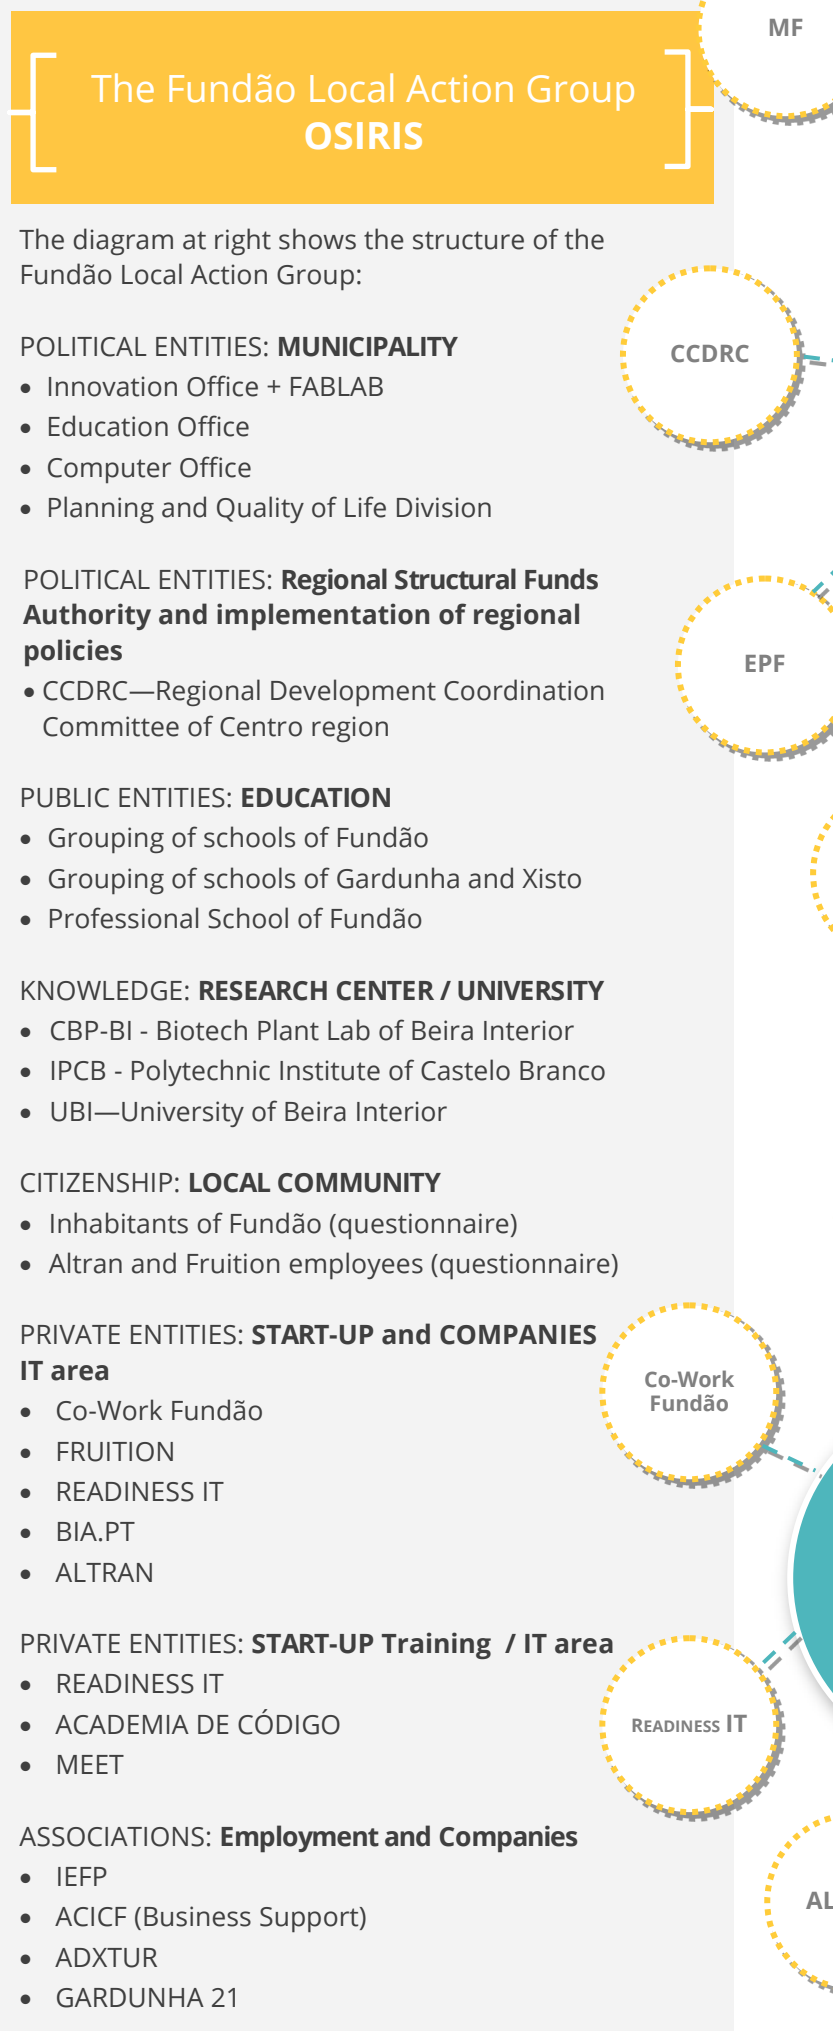 The Fundão Local Action Group
OSIRIS
The diagram at right shows the structure of the
Fundão Local Action Group:
POLITICAL ENTITIES: MUNICIPALITY
• Innovation Office + FABLAB
• Education Office
• Computer Office
• Planning and Quality of Life Division
POLITICAL ENTITIES: Regional Structural Funds
Authority and implementation of regional
policies
• CCDRC—Regional Development Coordination
Committee of Centro region
PUBLIC ENTITIES: EDUCATION
• Grouping of schools of Fundão
• Grouping of schools of Gardunha and Xisto
• Professional School of Fundão
KNOWLEDGE: RESEARCH CENTER / UNIVERSITY
• CBP-BI - Biotech Plant Lab of Beira Interior
• IPCB - Polytechnic Institute of Castelo Branco
• UBI—University of Beira Interior
CITIZENSHIP: LOCAL COMMUNITY
• Inhabitants of Fundão (questionnaire)
• Altran and Fruition employees (questionnaire)
PRIVATE ENTITIES: START-UP and COMPANIES
IT area
• Co-Work Fundão
• FRUITION
• READINESS IT
• BIA.PT
• ALTRAN
PRIVATE ENTITIES: START-UP Training / IT area
• READINESS IT
• ACADEMIA DE CÓDIGO
• MEET
ASSOCIATIONS: Employment and Companies
• IEFP
• ACICF (Business Support)
• ADXTUR
• GARDUNHA 21
MF
CCDRC
EPF
Co-Work
Fundão
READINESS IT
AL